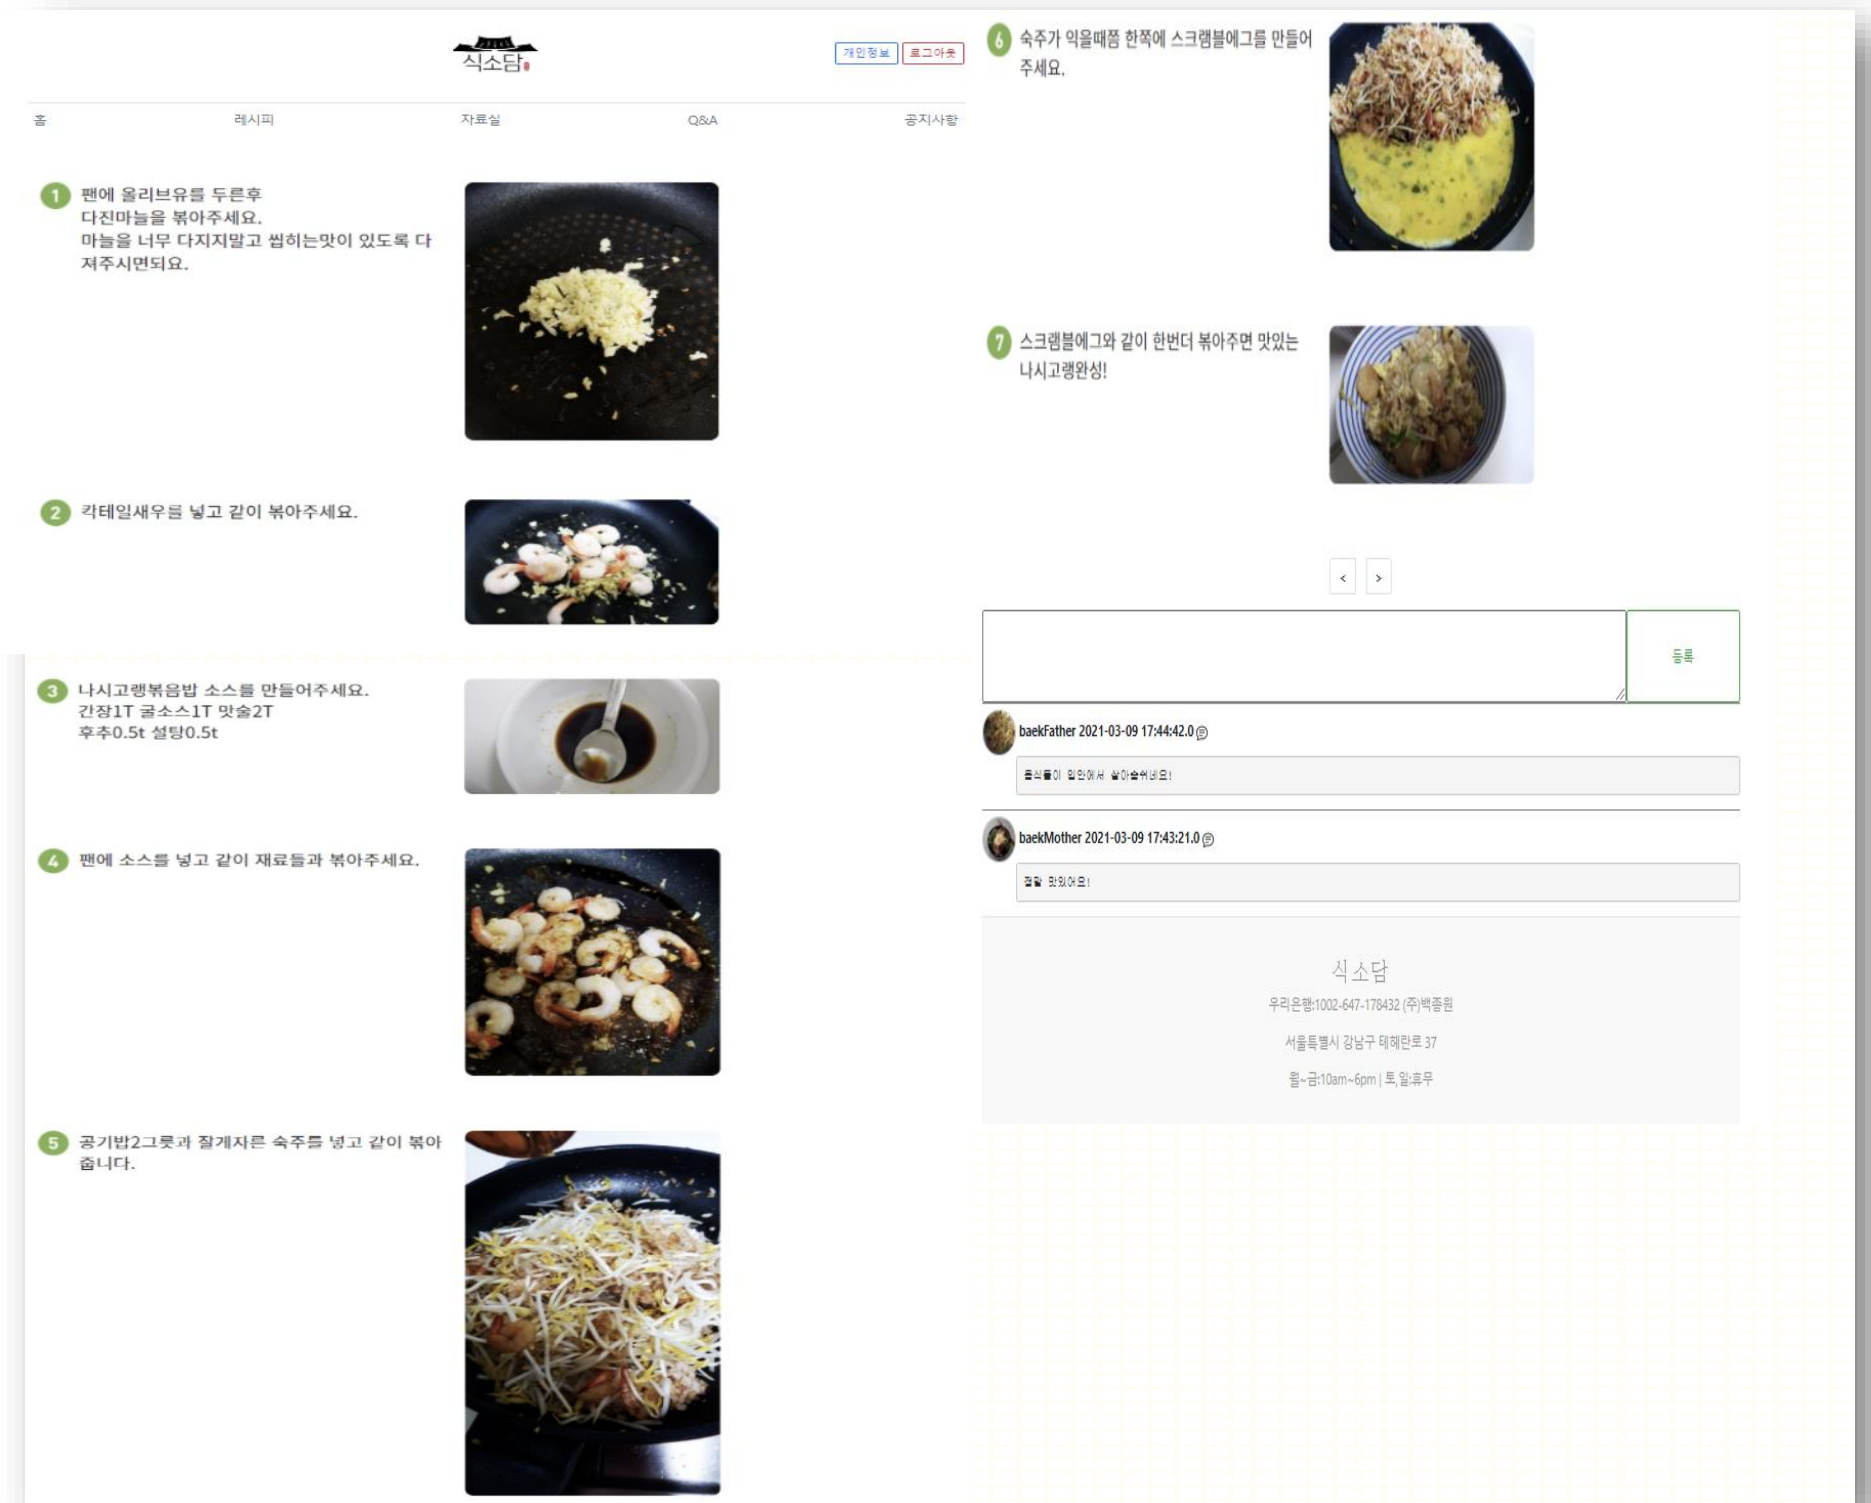 식소담
개인정보 로그아웃
홈 레시피 자료실 Q&A 공지사항
1 팬에 올리브유를 두른후
다진마늘을 볶아주세요.
마늘을 너무 다지지말고 씹히는맛이 있도록 다
져주시면되요.
2 칵테일새우를 넣고 같이 볶아주세요.
3 나시고랭볶음밥 소스를 만들어주세요.
간장1T 굴소스1T 맛술2T
후추0.5t 설탕0.5t
4 팬에 소스를 넣고 같이 재료들과 볶아주세요.
5 공기밥2그릇과 잘게자른 숙주를 넣고 같이 볶아
줍니다.
6 숙주가 익을때쯤 한쪽에 스크램블에그를 만들어
주세요.
7 스크램블에그와 같이 한번더 볶아주면 맛있는
나시고랭완성!
< >
등록
baekFather 2021-03-09 17:44:42.0
음식들이 입안에서 살아숨쉬네요!
baekMother 2021-03-09 17:43:21.0
정말 맛있어요!
식소담
우리은행:1002-647-178432 (주)백종원
서울특별시 강남구 테헤란로 37
월~금:10am~6pm | 토,일:휴무